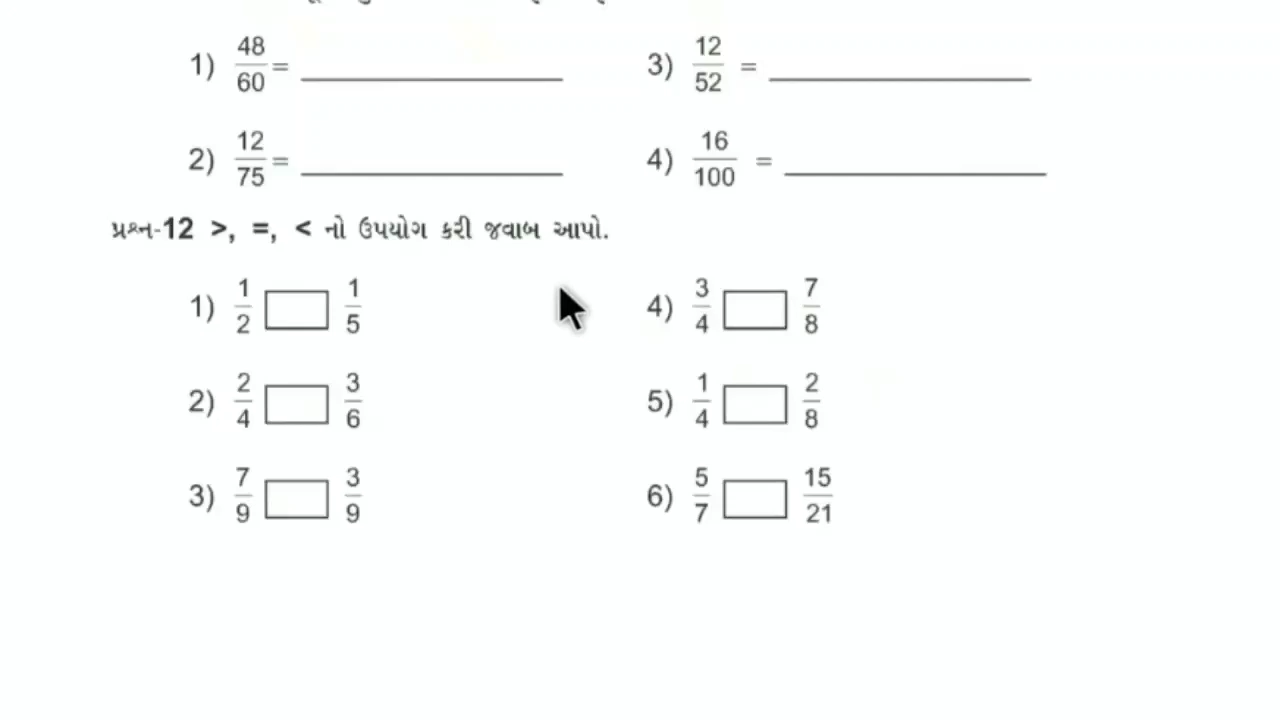 1) 48/60 = ____________ 3) 12/52 = ____________
2) 12/75 = ____________ 4) 16/100 = ____________
પ્રશ્ન-12 >, =, < નો ઉપયોગ કરી જવાબ આપો.
1) 1/2 □ 1/5 4) 3/4 □ 7/8
2) 2/4 □ 3/6 5) 1/4 □ 2/8
3) 7/9 □ 3/9 6) 5/7 □ 15/21